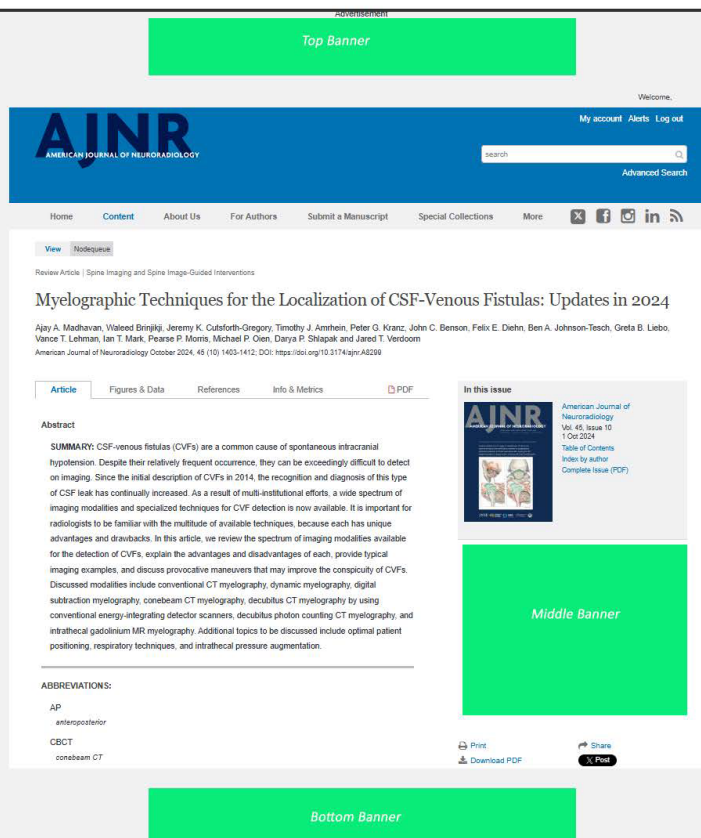 Advertisement
Top Banner
Welcome,
My account Alerts Log out
AJNR
AMERICAN JOURNAL OF NEURORADIOLOGY
search
Advanced Search
Home Content About Us For Authors Submit a Manuscript Special Collections More
View Nodequeue
Review Article | Spine Imaging and Spine Image-Guided Interventions
Myelographic Techniques for the Localization of CSF-Venous Fistulas: Updates in 2024
Ajay A. Madhavan, Waleed Brinjikji, Jeremy K. Cutsforth-Gregory, Timothy J. Amrhein, Peter G. Kranz, John C. Benson, Felix E. Diehn, Ben A. Johnson-Tesch, Greta B. Liebo,
Vance T. Lehman, Ian T. Mark, Pearse P. Morris, Michael P. Oien, Darya P. Shlapak and Jared T. Verdoorn
American Journal of Neuroradiology October 2024, 45 (10) 1403-1412; DOI: https://doi.org/10.3174/ajnr.A8299
Article Figures & Data References Info & Metrics PDF
Abstract
SUMMARY: CSF-venous fistulas (CVFs) are a common cause of spontaneous intracranial
hypotension. Despite their relatively frequent occurrence, they can be exceedingly difficult to detect
on imaging. Since the initial description of CVFs in 2014, the recognition and diagnosis of this type
of CSF leak has continually increased. As a result of multi-institutional efforts, a wide spectrum of
imaging modalities and specialized techniques for CVF detection is now available. It is important for
radiologists to be familiar with the multitude of available techniques, because each has unique
advantages and drawbacks. In this article, we review the spectrum of imaging modalities available
for the detection of CVFs, explain the advantages and disadvantages of each, provide typical
imaging examples, and discuss provocative maneuvers that may improve the conspicuity of CVFs.
Discussed modalities include conventional CT myelography, dynamic myelography, digital
subtraction myelography, conebeam CT myelography, decubitus CT myelography by using
conventional energy-integrating detector scanners, decubitus photon counting CT myelography, and
intrathecal gadolinium MR myelography. Additional topics to be discussed include optimal patient
positioning, respiratory techniques, and intrathecal pressure augmentation.
ABBREVIATIONS:
AP
anteroposterior
CBCT
conebeam CT
In this issue
AJNR
American Journal of
Neuroradiology
Vol. 45, Issue 10
1 Oct 2024
Table of Contents
Index by author
Complete Issue (PDF)
Middle Banner
Print Share
Download PDF X Post
Bottom Banner